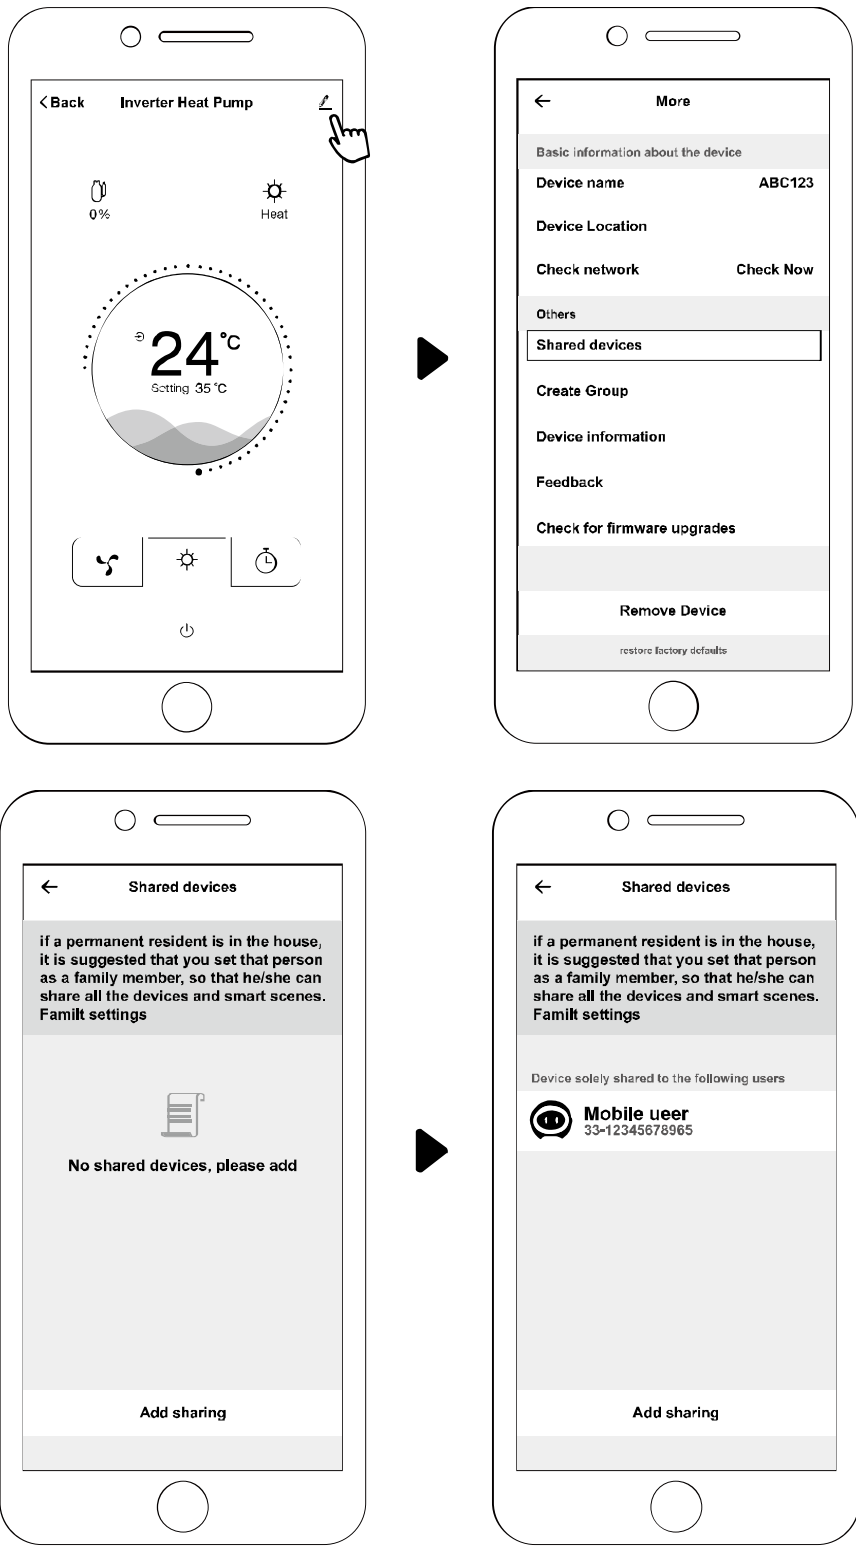 Back
Inverter Heat Pump
0%
Heat
24°C
Setting 35°C
More
Basic information about the device
Device name ABC123
Device Location
Check network Check Now
Others
Shared devices
Create Group
Device information
Feedback
Check for firmware upgrades
Remove Device
restore factory defaults
Shared devices
if a permanent resident is in the house,
it is suggested that you set that person
as a family member, so that he/she can
share all the devices and smart scenes.
Familt settings
No shared devices, please add
Add sharing
Shared devices
if a permanent resident is in the house,
it is suggested that you set that person
as a family member, so that he/she can
share all the devices and smart scenes.
Familt settings
Device solely shared to the following users
Mobile ueer
33-12345678965
Add sharing